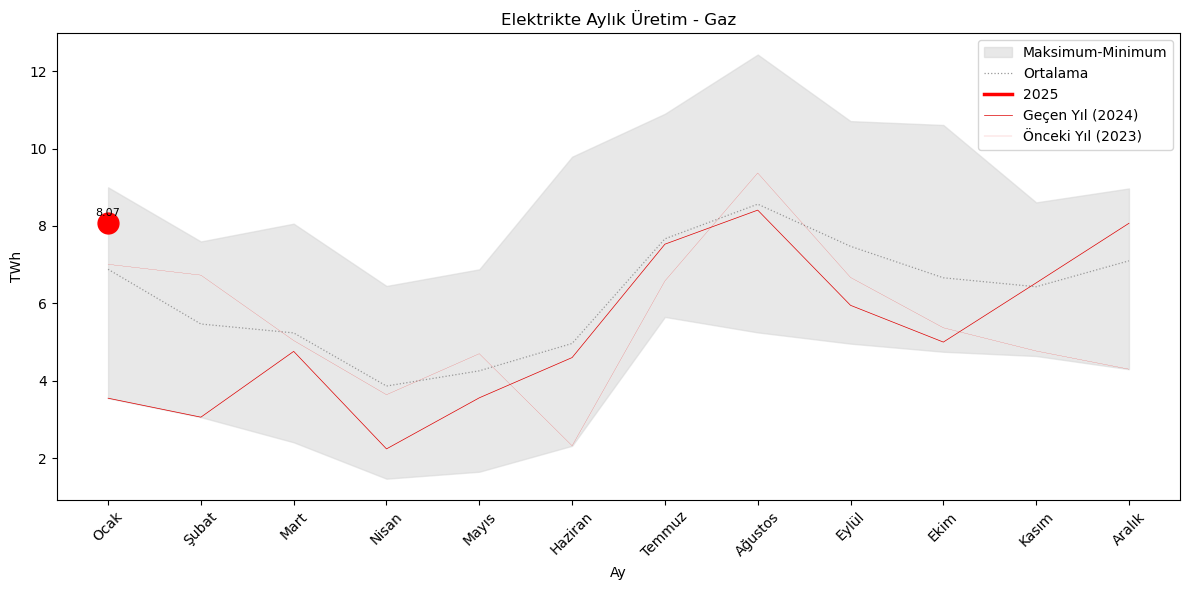 Elektrikte Aylık Üretim - Gaz
Maksimum-Minimum
Ortalama
2025
Geçen Yıl (2024)
Önceki Yıl (2023)
TWh
12
10
8
6
4
2
8.07
Ocak
Şubat
Mart
Nisan
Mayıs
Haziran
Temmuz
Ağustos
Eylül
Ekim
Kasım
Aralık
Ay